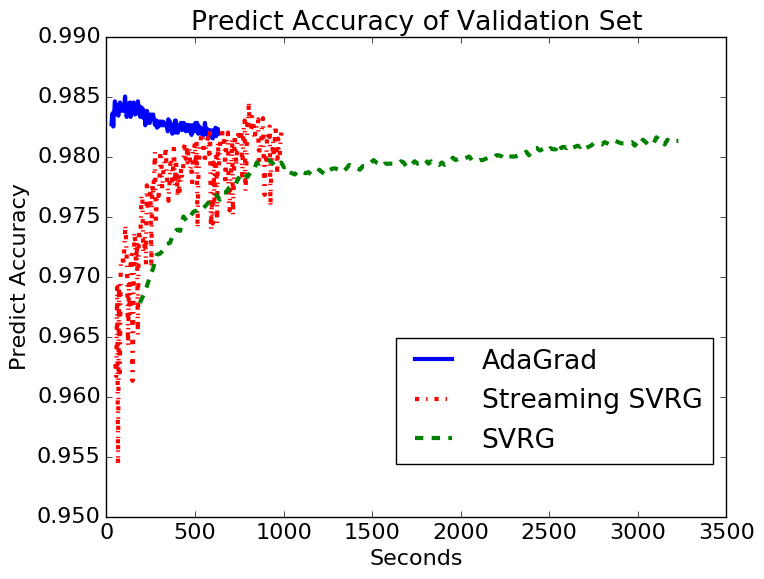 Predict Accuracy of Validation Set
0.990
0.985
0.980
0.975
0.970
0.965
0.960
0.955
0.950
Predict Accuracy
AdaGrad
Streaming SVRG
SVRG
0 500 1000 1500 2000 2500 3000 3500
Seconds